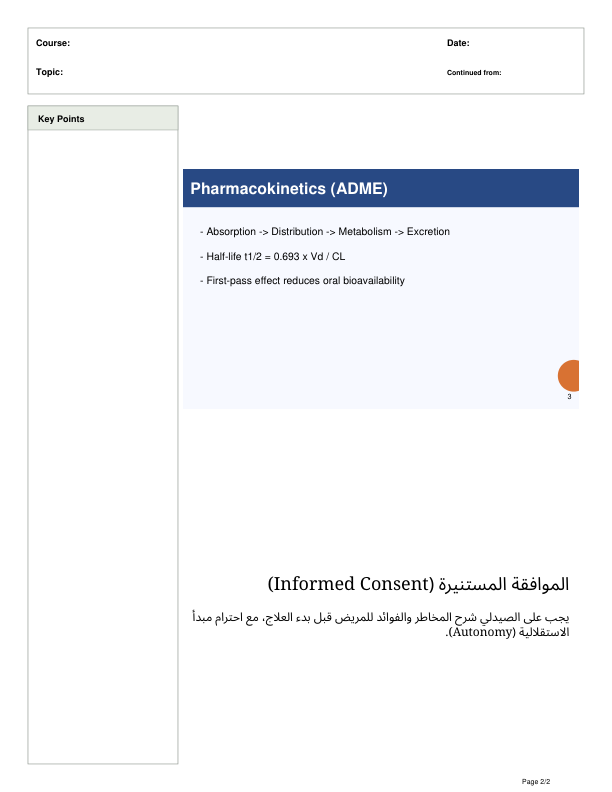 Course:
Date:
Topic:
Continued from:
Key Points
Pharmacokinetics (ADME)
- Absorption -> Distribution -> Metabolism -> Excretion
- Half-life t1/2 = 0.693 x Vd / CL
- First-pass effect reduces oral bioavailability
3
الموافقة المستنيرة (Informed Consent)
يجب على الصيدلي شرح المخاطر والفوائد للمريض قبل بدء العلاج، مع احترام مبدأ
الاستقلالية (Autonomy).
Page 2/2